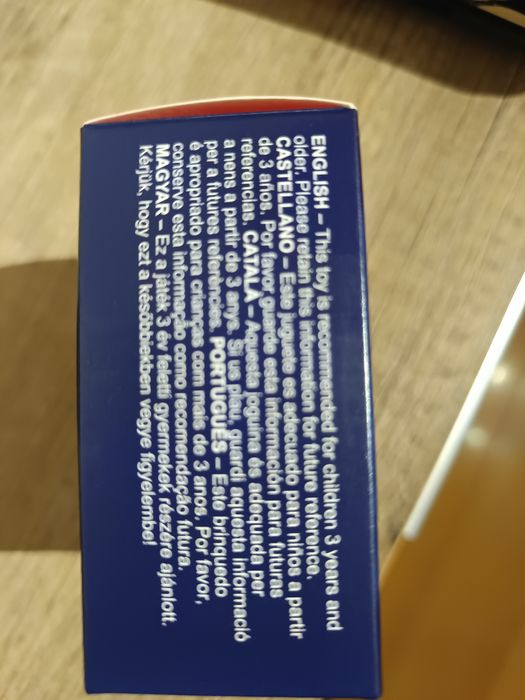 ENGLISH – This toy is recommended for children 3 years and
older. Please retain this information for future reference.
CASTELLANO – Este juguete es adecuado para niños a partir
de 3 años. Por favor guarde esta información para futuras
referencias. CATALÀ – Aquesta joguina és adequada per
a nens a partir de 3 anys. Si us plau, guardi aquesta informació
per a futures referències. PORTUGUÊS – Este brinquedo
é apropriado para crianças com mais de 3 anos. Por favor,
conserve esta informação como recomendação futura.
MAGYAR – Ez a játék 3 év feletti gyermekek részére ajánlott.
Kérjük, hogy ezt a későbbiekben vegye figyelembe!